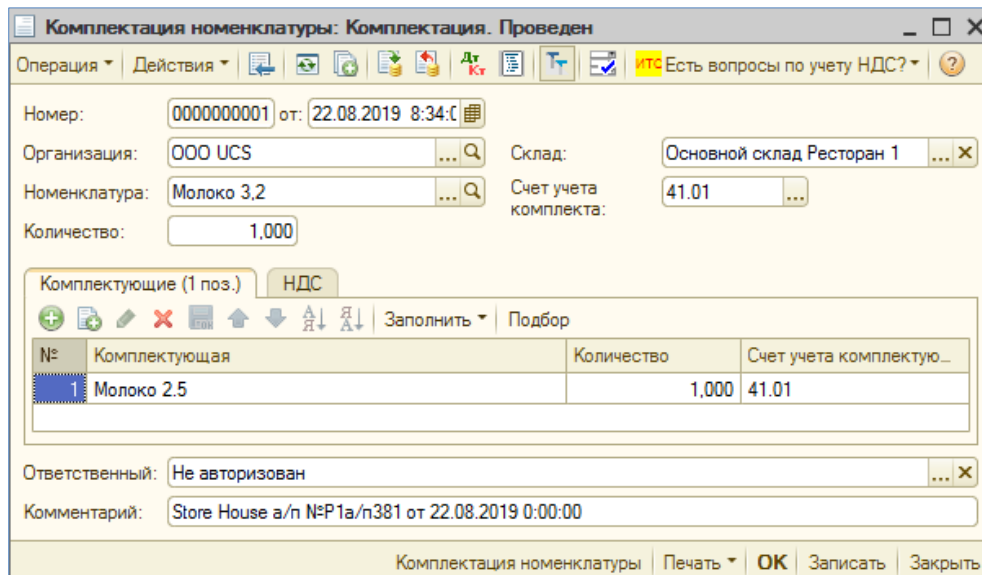 Комплектация номенклатуры: Комплектация. Проведен
Операция Действия Дт Кт Тт ИТС Есть вопросы по учету НДС? ?
Номер: 0000000001 от: 22.08.2019 8:34:0
Организация: ООО UCS ... Склад: Основной склад Ресторан 1 ...
Номенклатура: Молоко 3,2 ... Счет учета комплекта: 41.01 ...
Количество: 1,000
Комплектующие (1 поз.) НДС
Заполнить Подбор
№ Комплектующая Количество Счет учета комплектую...
1 Молоко 2.5 1,000 41.01
Ответственный: Не авторизован ...
Комментарий: Store House а/п №Р1а/п381 от 22.08.2019 0:00:00
Комплектация номенклатуры Печать ОК Записать Закрыть